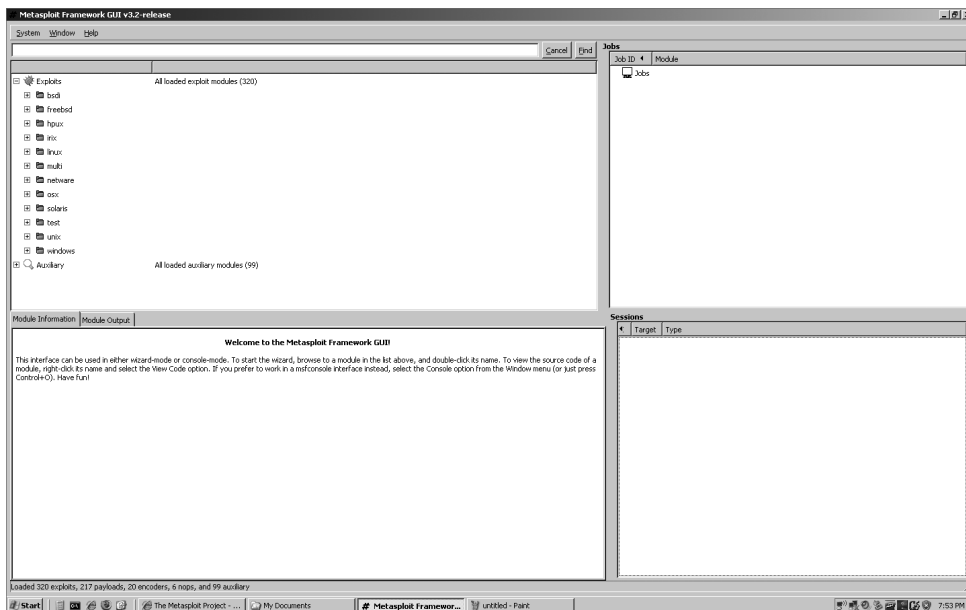 Metasploit Framework GUI v3.2-release
System Window Help
Cancel Find
Exploits All loaded exploit modules (320)
bsdi
freebsd
hpux
irix
linux
multi
netware
osx
solaris
test
unix
windows
Auxiliary All loaded auxiliary modules (99)
Jobs
Job ID Module
Jobs
Module Information Module Output
Welcome to the Metasploit Framework GUI!
This interface can be used in either wizard-mode or console-mode. To start the wizard, browse to a module in the list above, and double-click its name. To view the source code of a
module, right-click its name and select the View Code option. If you prefer to work in a msfconsole interface instead, select the Console option from the Window menu (or just press
Control+O). Have fun!
Sessions
Target Type
Loaded 320 exploits, 217 payloads, 20 encoders, 6 nops, and 99 auxiliary
Start The Metasploit Project - ... My Documents # Metasploit Framewor... untitled - Paint 7:53 PM